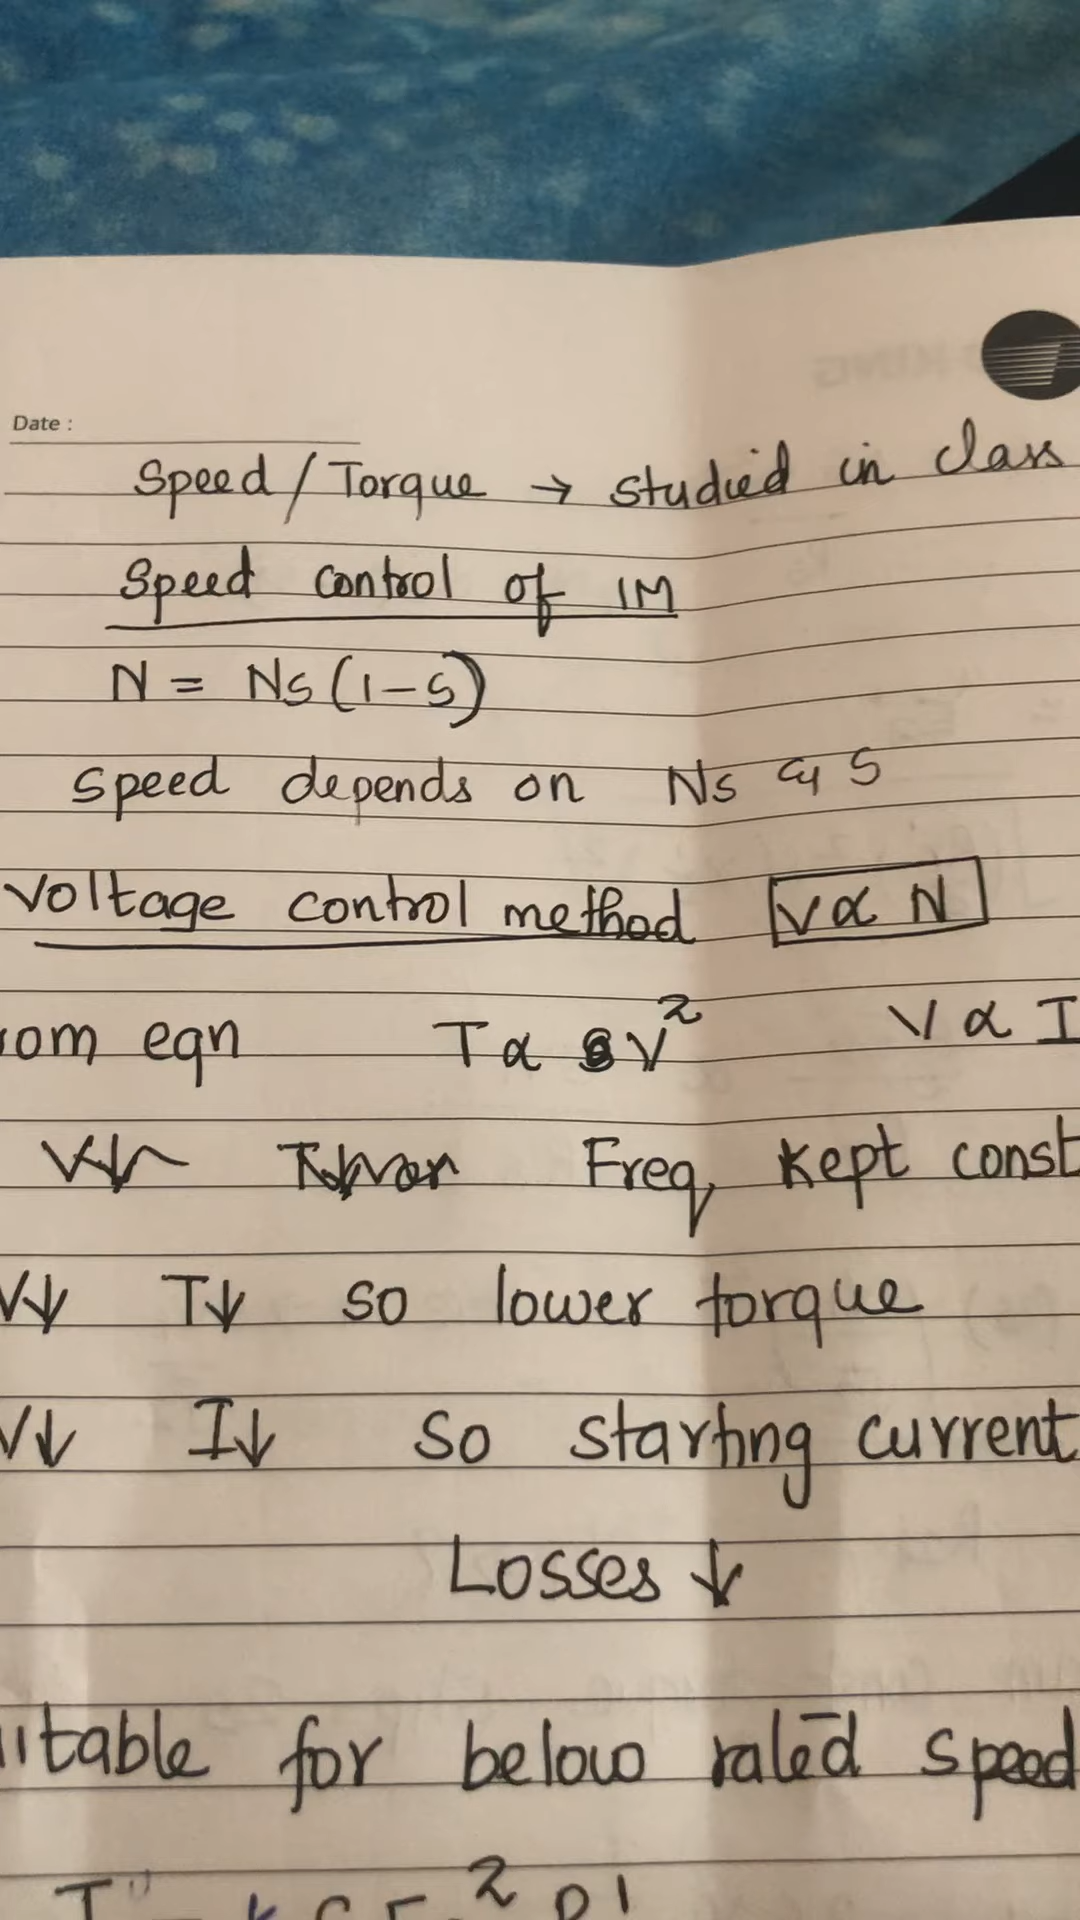 Date :
Speed / Torque → studied in class
Speed control of IM
N = Ns (1-s)
speed depends on Ns & S
Voltage control method V∝ N
rom eqn T∝ V² V ∝ I
Freq kept const
V↓ T↓ so lower torque
V↓ I↓ so starting current
Losses ↓
itable for below rated speed